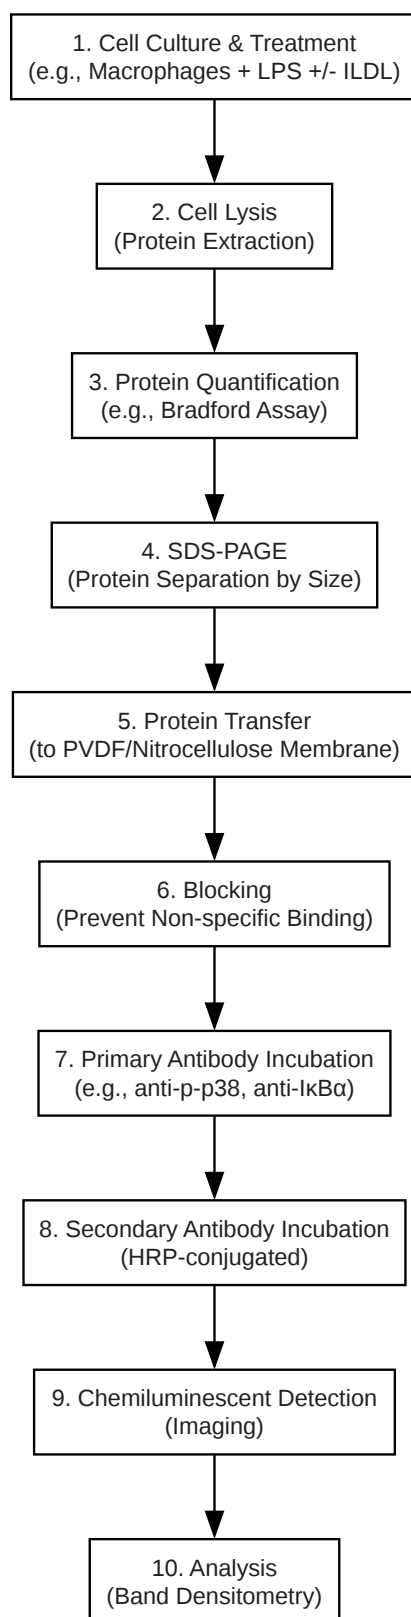 1. Cell Culture & Treatment
(e.g., Macrophages + LPS +/- ILDL)
2. Cell Lysis
(Protein Extraction)
3. Protein Quantification
(e.g., Bradford Assay)
4. SDS-PAGE
(Protein Separation by Size)
5. Protein Transfer
(to PVDF/Nitrocellulose Membrane)
6. Blocking
(Prevent Non-specific Binding)
7. Primary Antibody Incubation
(e.g., anti-p-p38, anti-IκBα)
8. Secondary Antibody Incubation
(HRP-conjugated)
9. Chemiluminescent Detection
(Imaging)
10. Analysis
(Band Densitometry)